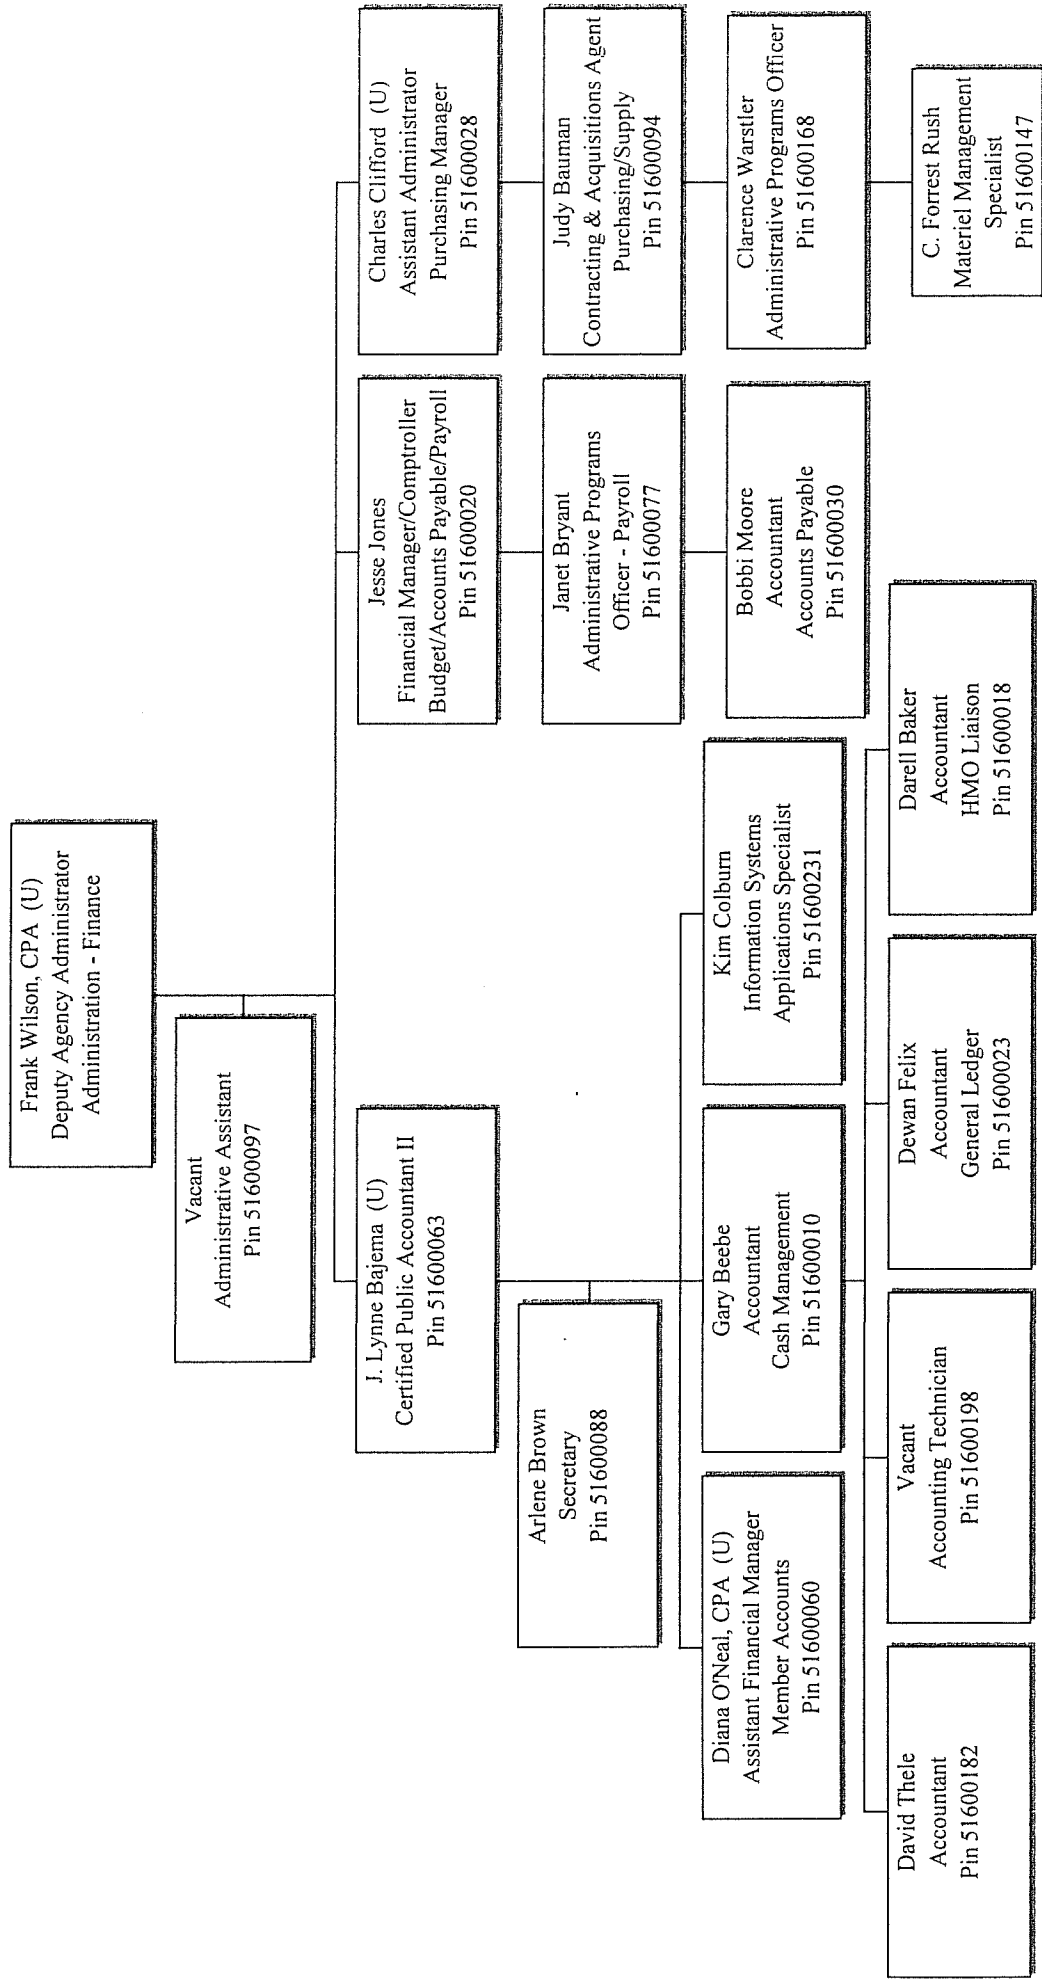 Frank Wilson, CPA (U)
Deputy Agency Administrator
Administration - Finance
Vacant
Administrative Assistant
Pin 51600097
J. Lynne Bajema (U)
Certified Public Accountant II
Pin 51600063
Jesse Jones
Financial Manager/Comptroller
Budget/Accounts Payable/Payroll
Pin 51600020
Charles Clifford (U)
Assistant Administrator
Purchasing Manager
Pin 51600028
Arlene Brown
Secretary
Pin 51600088
Janet Bryant
Administrative Programs
Officer - Payroll
Pin 51600077
Judy Bauman
Contracting & Acquisitions Agent
Purchasing/Supply
Pin 51600094
Diana O'Neal, CPA (U)
Assistant Financial Manager
Member Accounts
Pin 51600060
Gary Beebe
Accountant
Cash Management
Pin 51600010
Kim Colburn
Information Systems
Applications Specialist
Pin 51600231
Bobbi Moore
Accountant
Accounts Payable
Pin 51600030
Clarence Warstler
Administrative Programs Officer
Pin 51600168
David Thele
Accountant
Pin 51600182
Vacant
Accounting Technician
Pin 51600198
Dewan Felix
Accountant
General Ledger
Pin 51600023
Darell Baker
Accountant
HMO Liaison
Pin 51600018
C. Forrest Rush
Materiel Management
Specialist
Pin 51600147